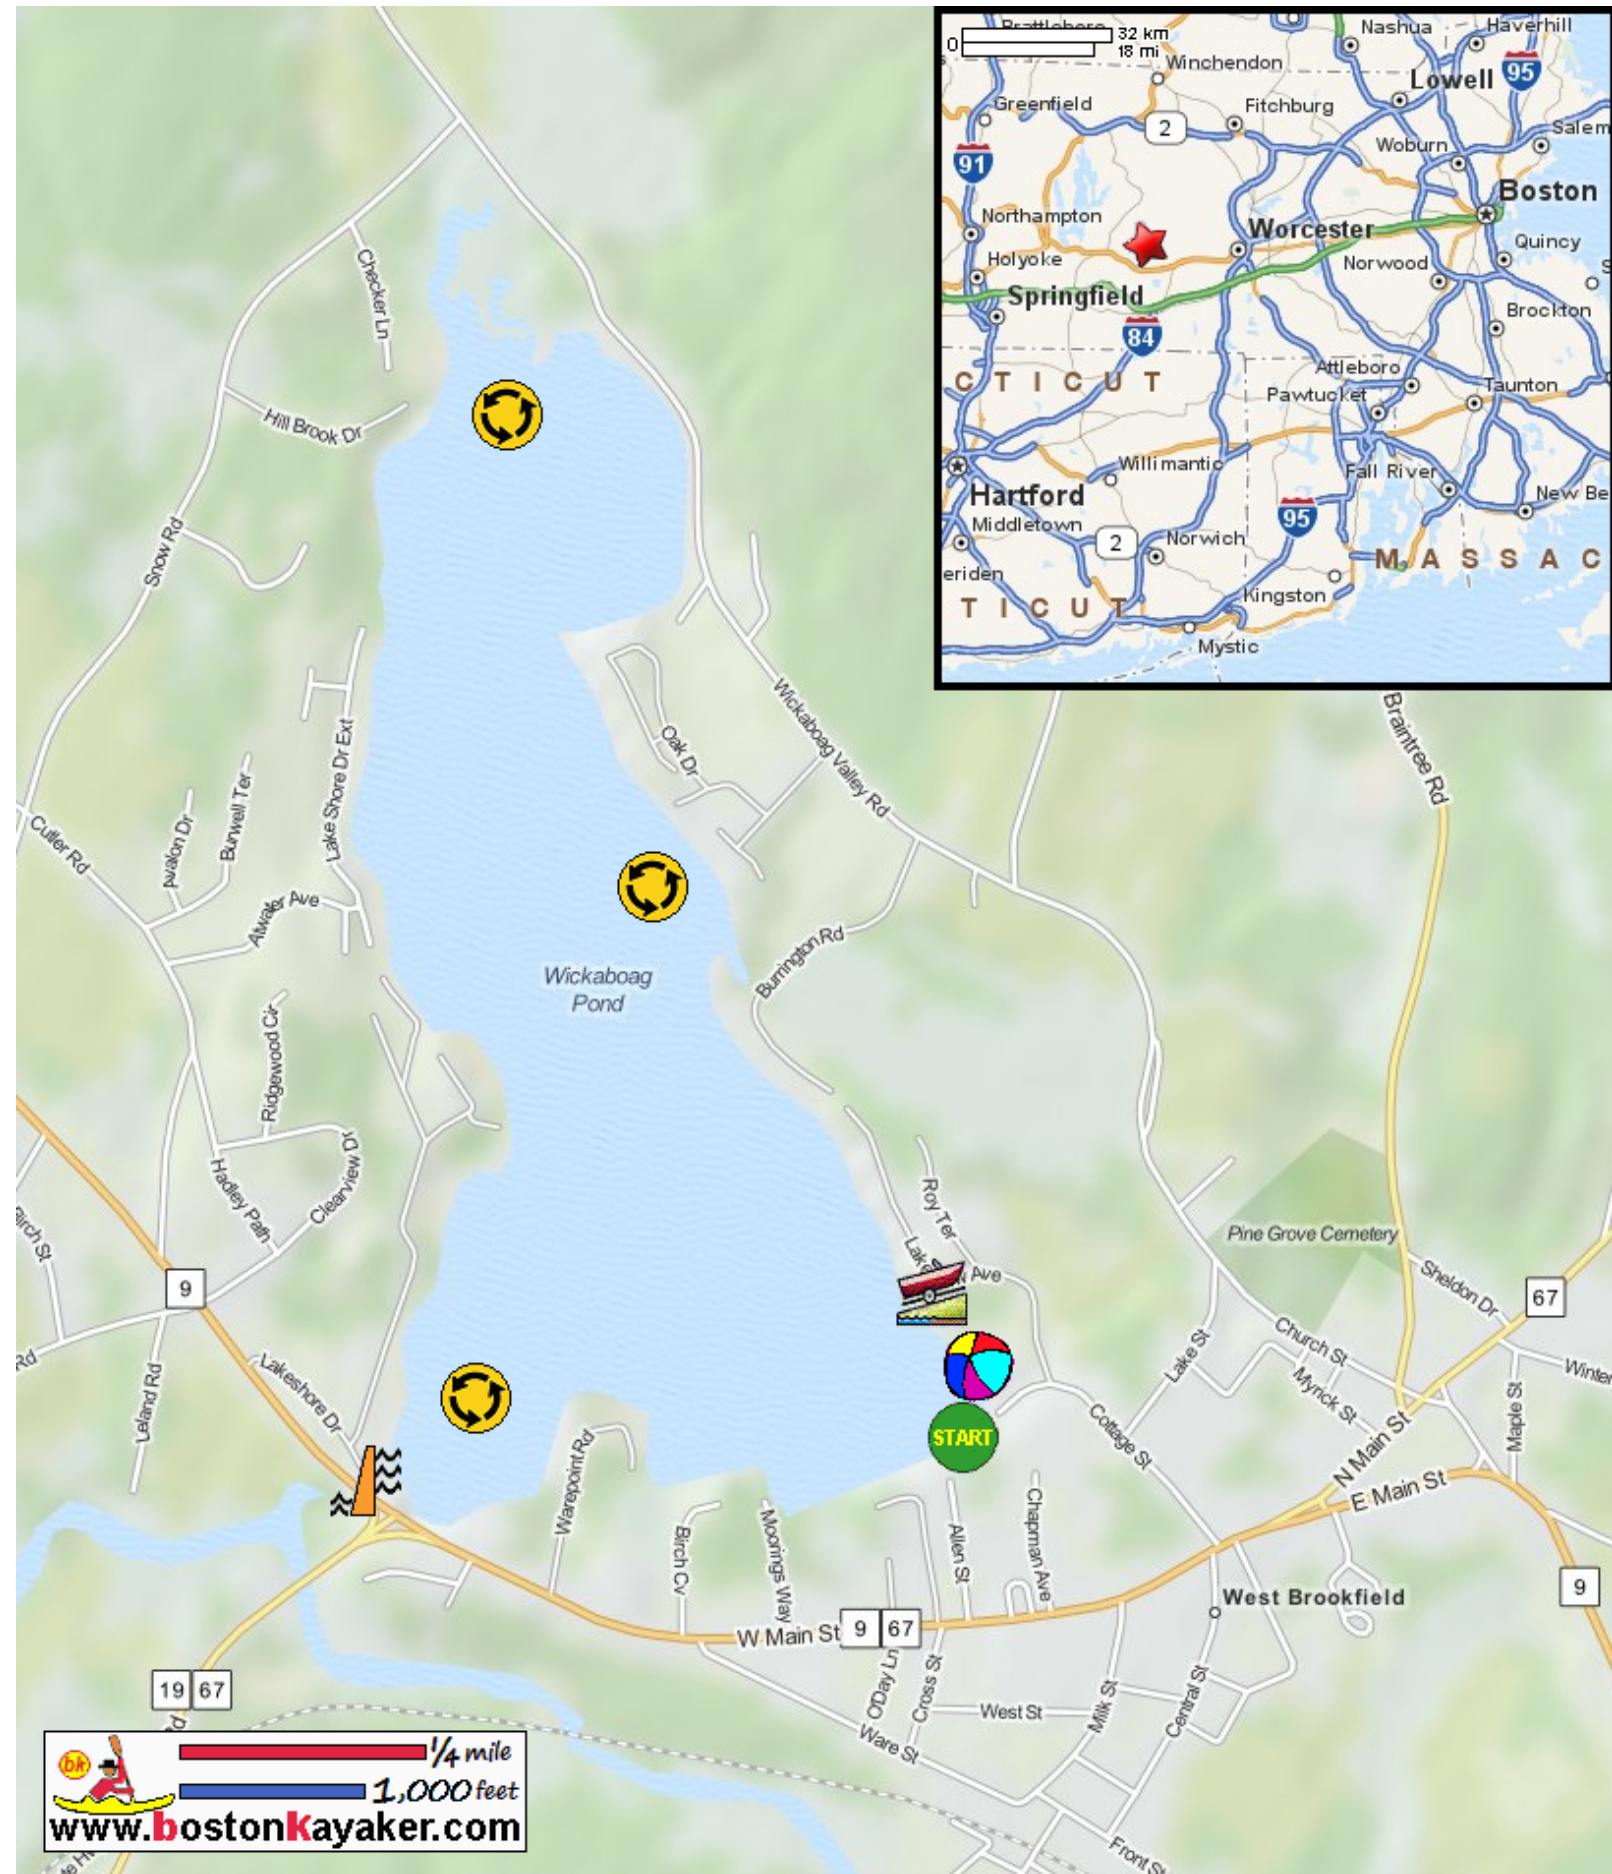 0
32 km
18 mi
Brattleboro
Nashua
Haverhill
Winchendon
Lowell
95
Greenfield
Fitchburg
2
Salem
Woburn
91
Boston
Northampton
Worcester
Quincy
Holyoke
Norwood
Springfield
Brockton
84
Attleboro
CTICUT
Taunton
Pawtucket
Willimantic
Fall River
Hartford
New Be
95
Middletown
2
Norwich
MASSAC
eriden
Kingston
TICUT
Mystic
Checker Ln
Hill Brook Dr
Snow Rd
Wickaboag Valley Rd
Braintree Rd
Oak Dr
Lake Shore Dr Ext
Burwell Ter
Avalon Dr
Cutler Rd
Atwater Ave
Burrington Rd
Wickaboag
Pond
Ridgewood Cir
Hadley Path
Clearview Dr
Birch St
Roy Ter
Pine Grove Cemetery
Ave
9
Sheldon Dr
67
Church St
Lake St
Winter
Myrick St
Rd
Lakeshore Dr
Leland Rd
Maple St
Cottage St
START
N Main St
Warepoint Rd
E Main St
Birch Cv
Moorings Way
Allen St
Chapman Ave
9
West Brookfield
W Main St
9
67
O'Day Ln
Cross St
19
67
West St
Milk St
Central St
Ware St
Front St
bk
1/4 mile
1,000 feet
www.bostonKayaker.com